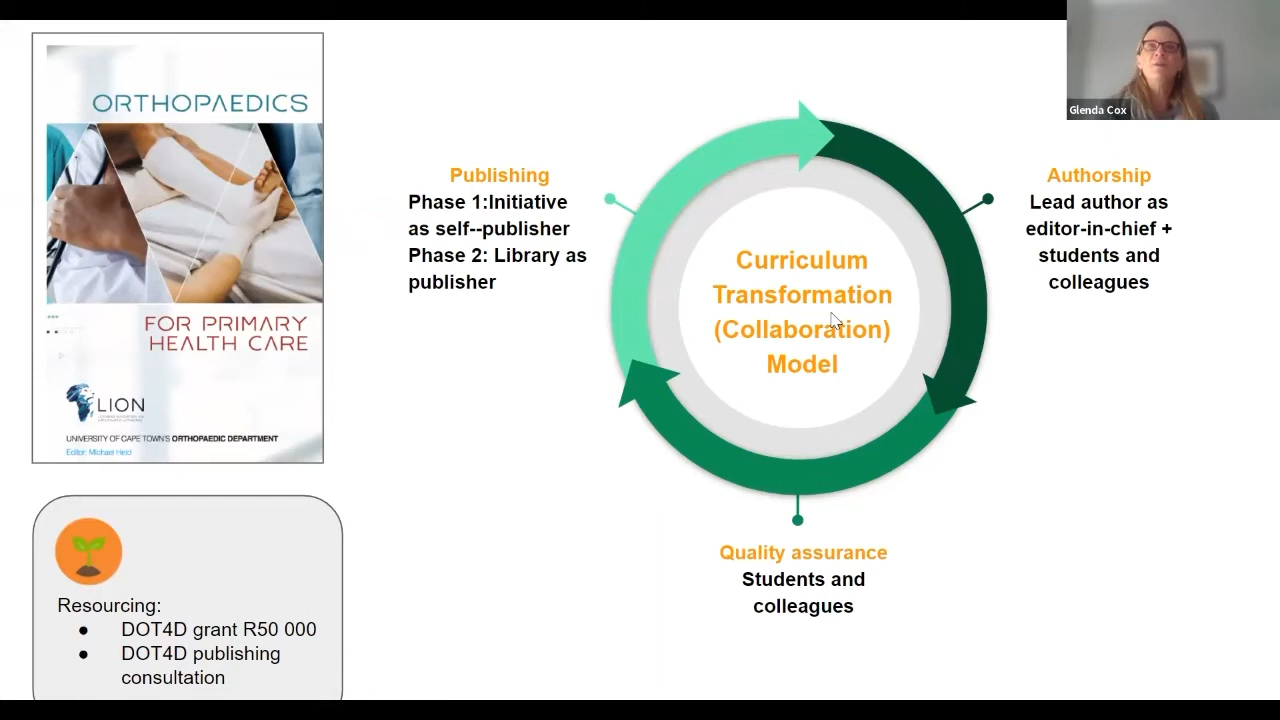 ORTHOPAEDICS
FOR PRIMARY
HEALTH CARE
LION
UNIVERSITY OF CAPE TOWN'S ORTHOPAEDIC DEPARTMENT
Editor: Michael Held
Resourcing:
● DOT4D grant R50 000
● DOT4D publishing
consultation
Publishing
Phase 1:Initiative
as self--publisher
Phase 2: Library as
publisher
Curriculum
Transformation
(Collaboration)
Model
Authorship
Lead author as
editor-in-chief +
students and
colleagues
Quality assurance
Students and
colleagues
Glenda Cox